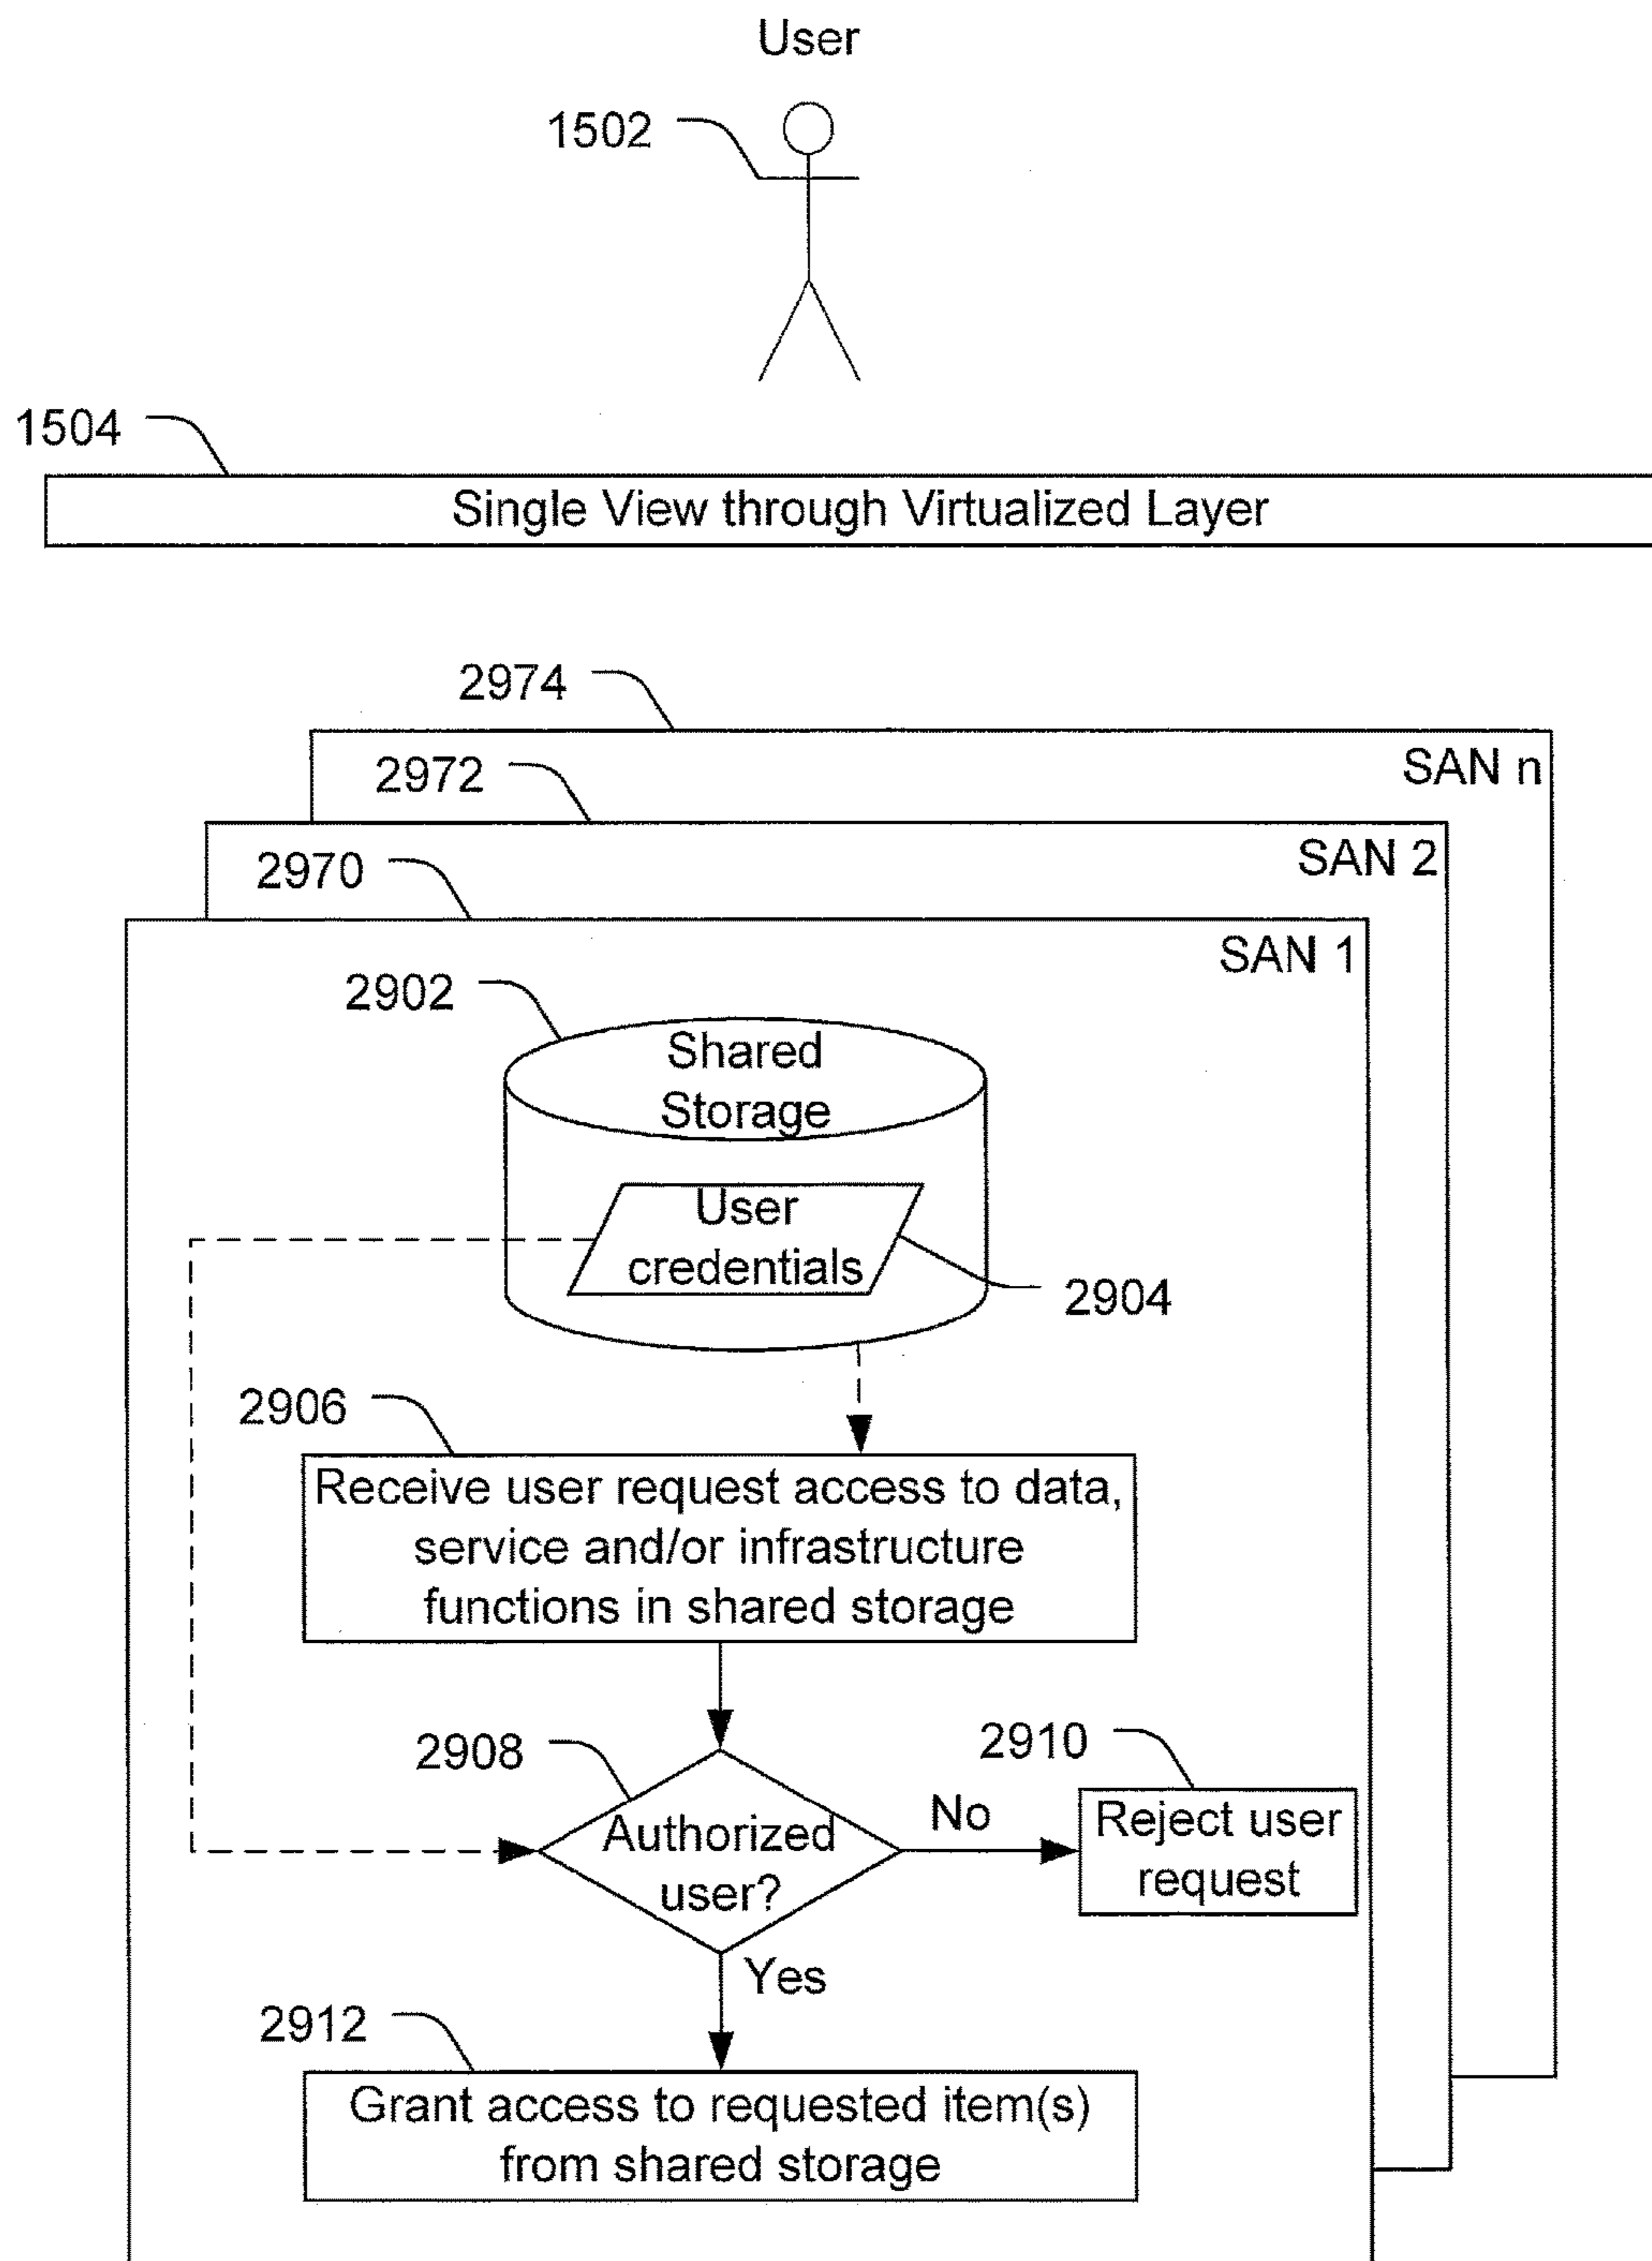 User
1502
1504
Single View through Virtualized Layer
2974
SAN n
2972
SAN 2
2970
SAN 1
2902
Shared
Storage
User
credentials
2904
2906
Receive user request access to data,
service and/or infrastructure
functions in shared storage
2908
2910
No
Authorized
user?
Reject user
request
Yes
2912
Grant access to requested item(s)
from shared storage